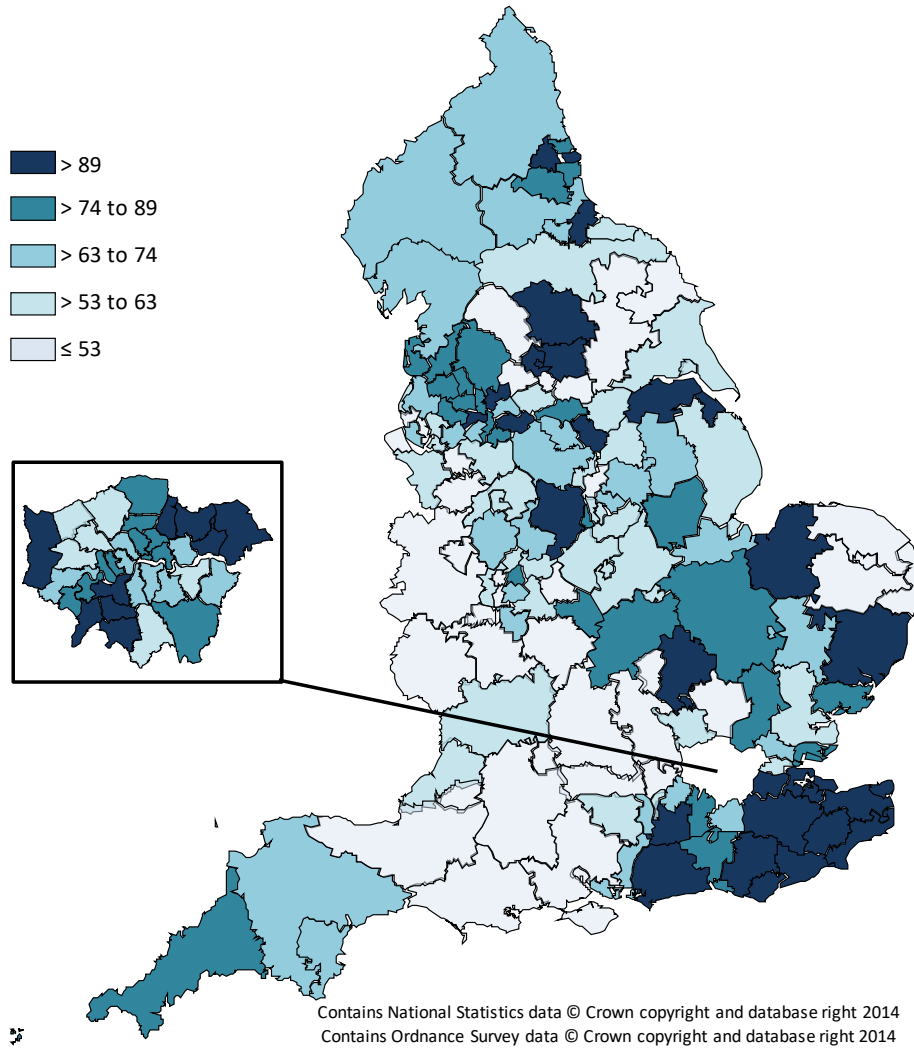 > 89
> 74 to 89
> 63 to 74
> 53 to 63
≤ 53
Contains National Statistics data © Crown copyright and database right 2014
Contains Ordnance Survey data © Crown copyright and database right 2014